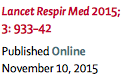 Lancet Respir Med 2015;
3: 933–42
Published Online
November 10, 2015